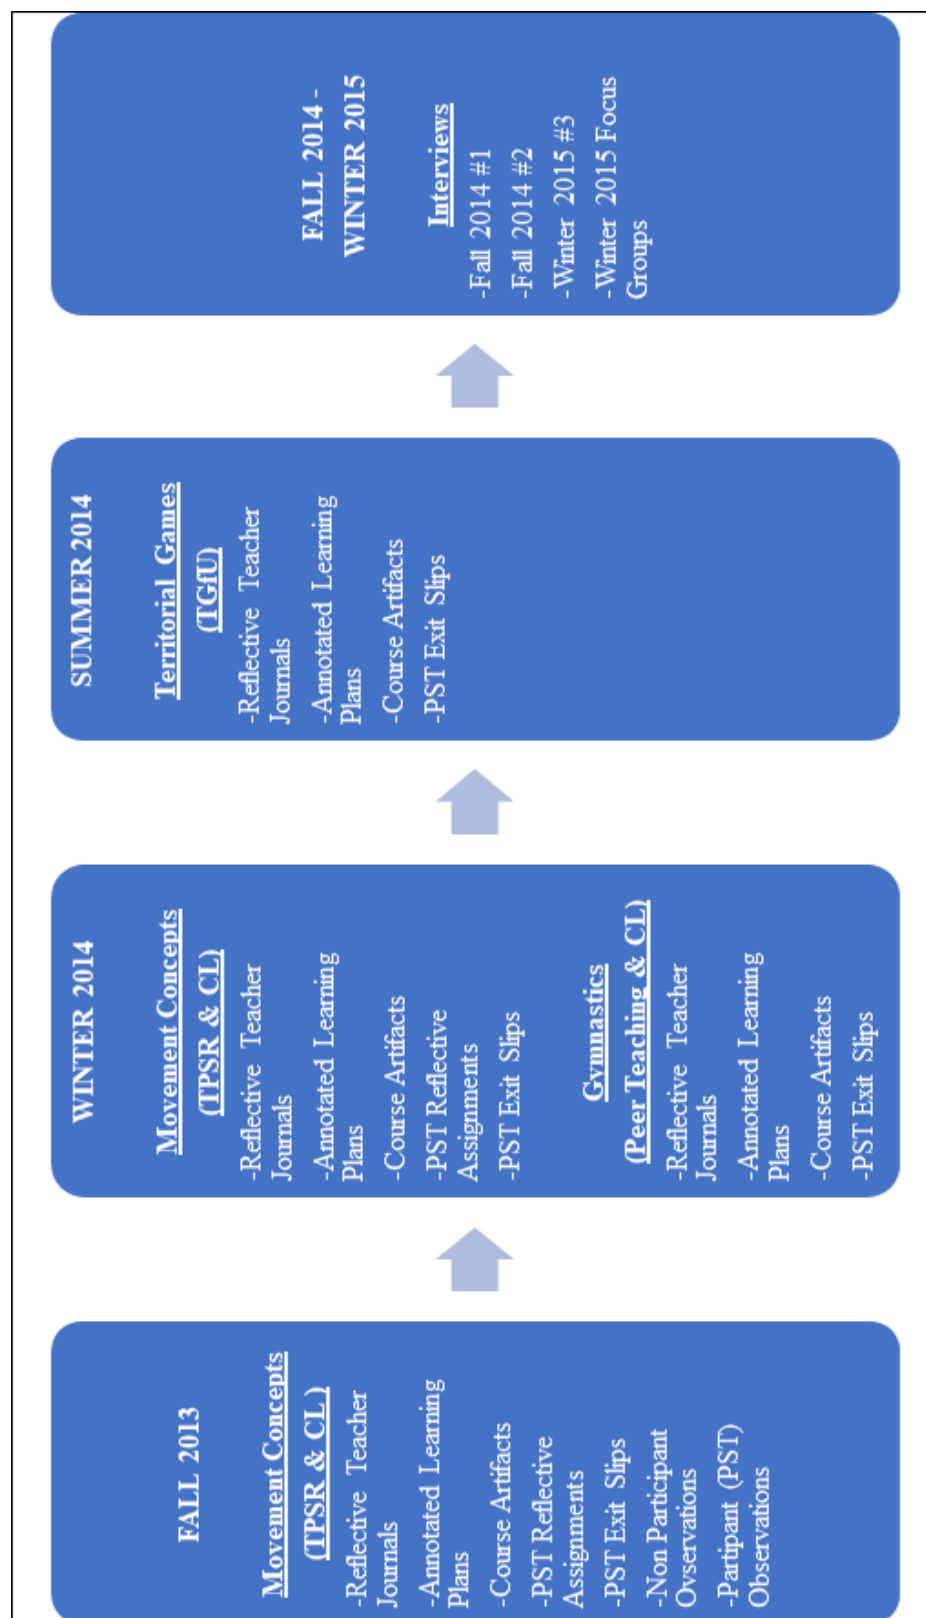 FALL 2013
Movement Concepts
(TPSR & CL )
-Reflective Teacher
Journals
-Annotated Learning
Plans
-Course Artifacts
-PST Reflective
Assignments
-PST Exit Slips
-Non Participant
Ovservations
-Partipant (PST)
Observations
WINTER 2014
Movement Concepts
(TPSR & CL)
-Reflective Teacher
Journals
-Annotated Learning
Plans
-Course Artifacts
-PST Reflective
Assignments
-PST Exit Slips
Gymnastics
(Peer Teaching & CL)
-Reflective Teacher
Journals
-Annotated Learning
Plans
-Course Artifacts
-PST Exit Slips
SUMMER 2014
Territorial Games
(TGfU)
-Reflective Teacher
Journals
-Annotated Learning
Plans
-Course Artifacts
-PST Exit Slips
FALL 2014 -
WINTER 2015
Interviews
-Fall 2014 #1
-Fall 2014 #2
-Winter 2015 #3
-Winter 2015 Focus
Groups